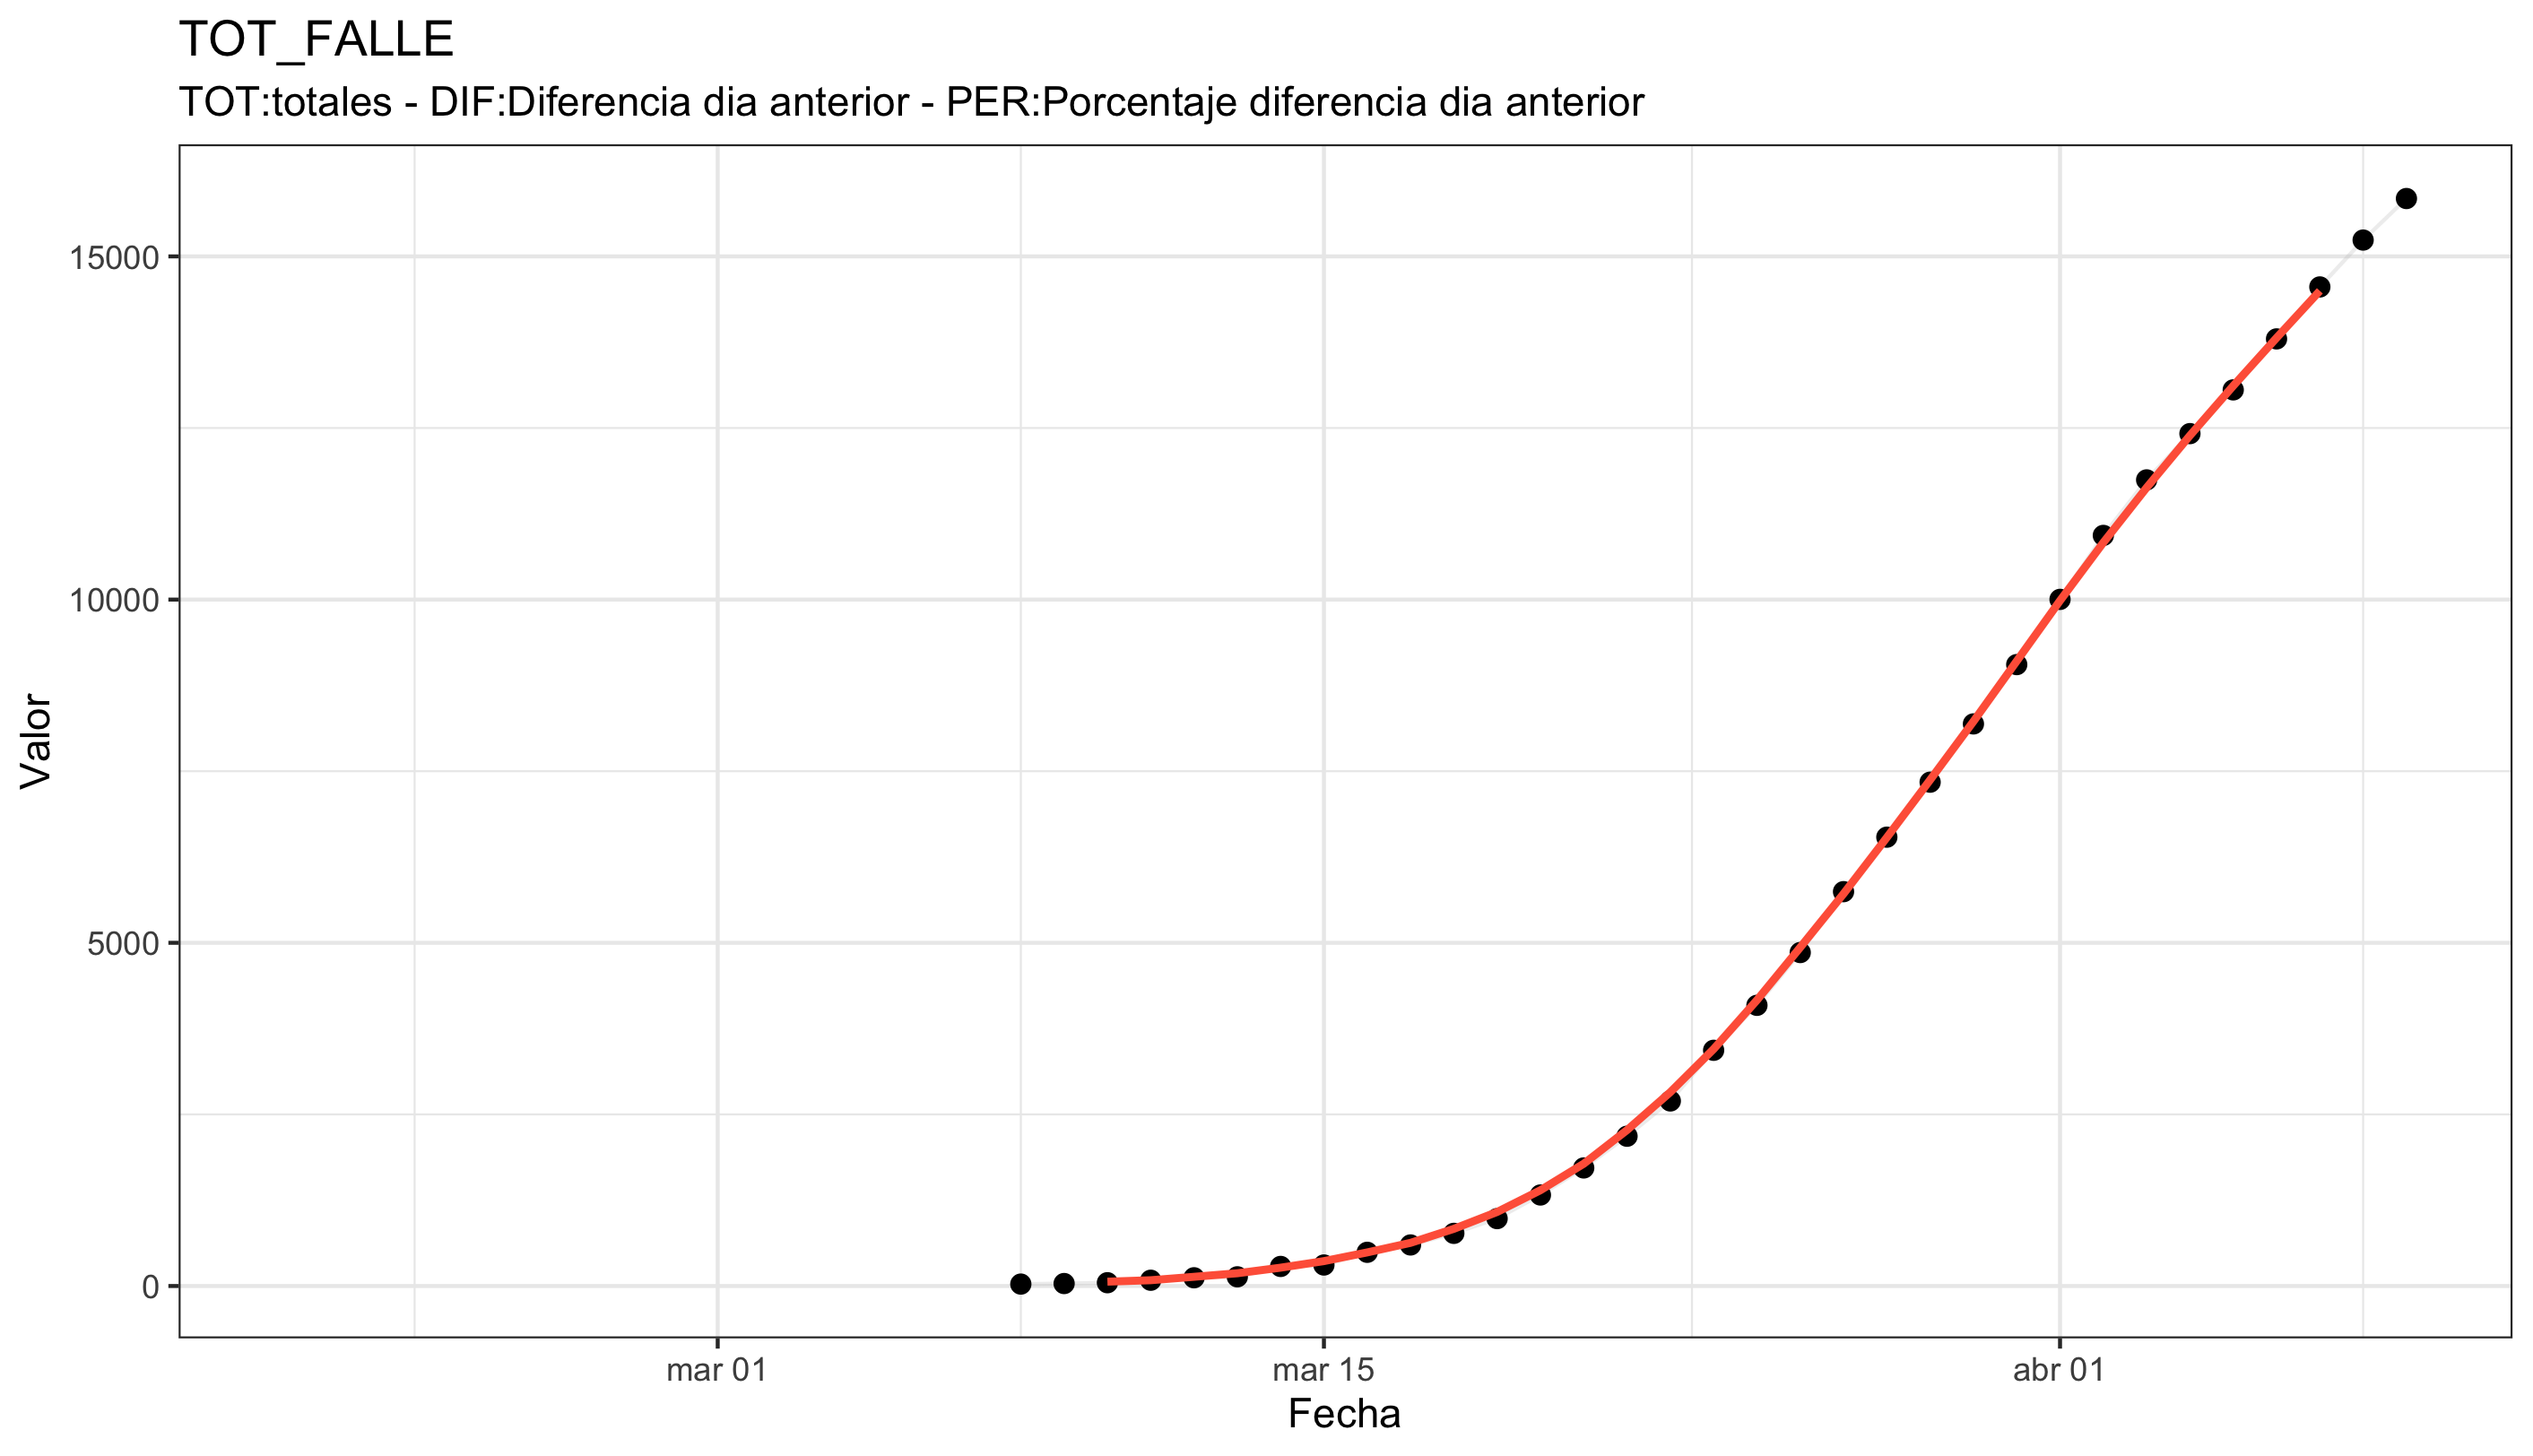 TOT_FALLE
TOT:totales - DIF:Diferencia dia anterior - PER:Porcentaje diferencia dia anterior
15000
10000
5000
0
Valor
mar 01
mar 15
abr 01
Fecha